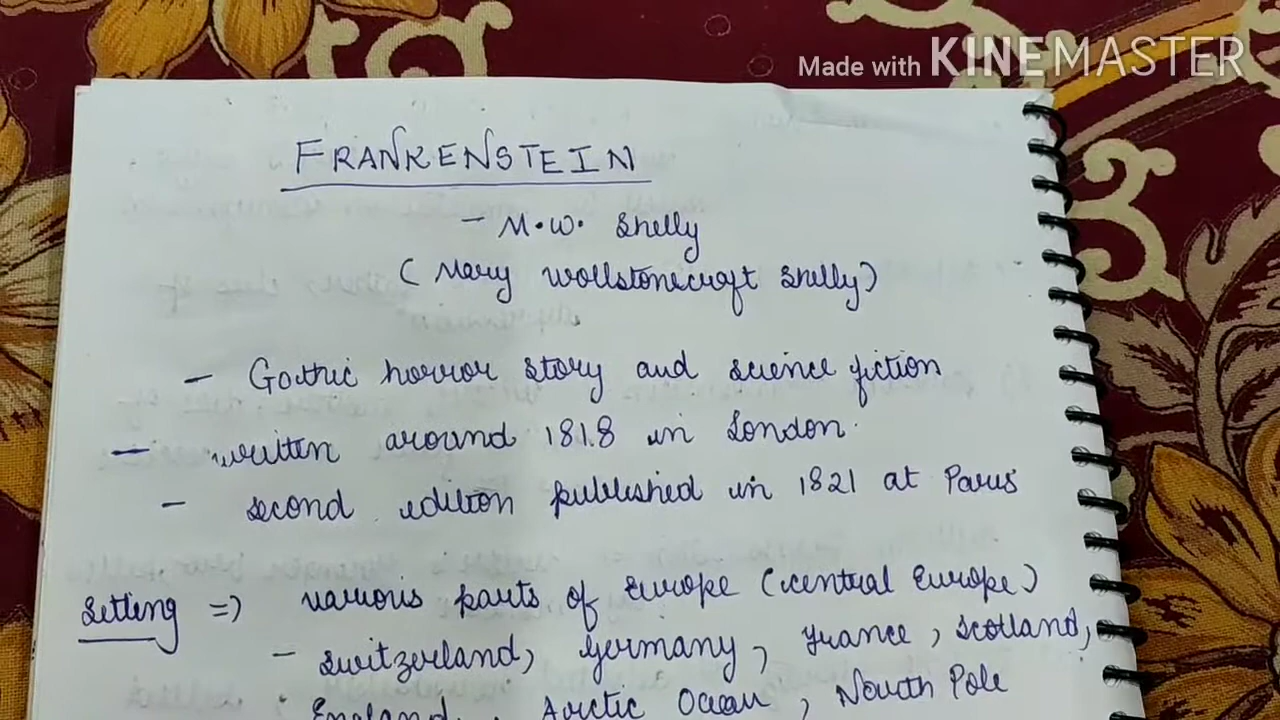 Made with KINEMASTER
FRANKENSTEIN
- M.W. Shelly
(Mary Wollstonecraft Shelly)
- Gothic horror story and science fiction
- written around 1818 in London.
- second edition published in 1821 at Paris
Setting => various parts of Europe (central Europe)
- Switzerland, Germany, France, Scotland,
England, Arctic Ocean, North Pole